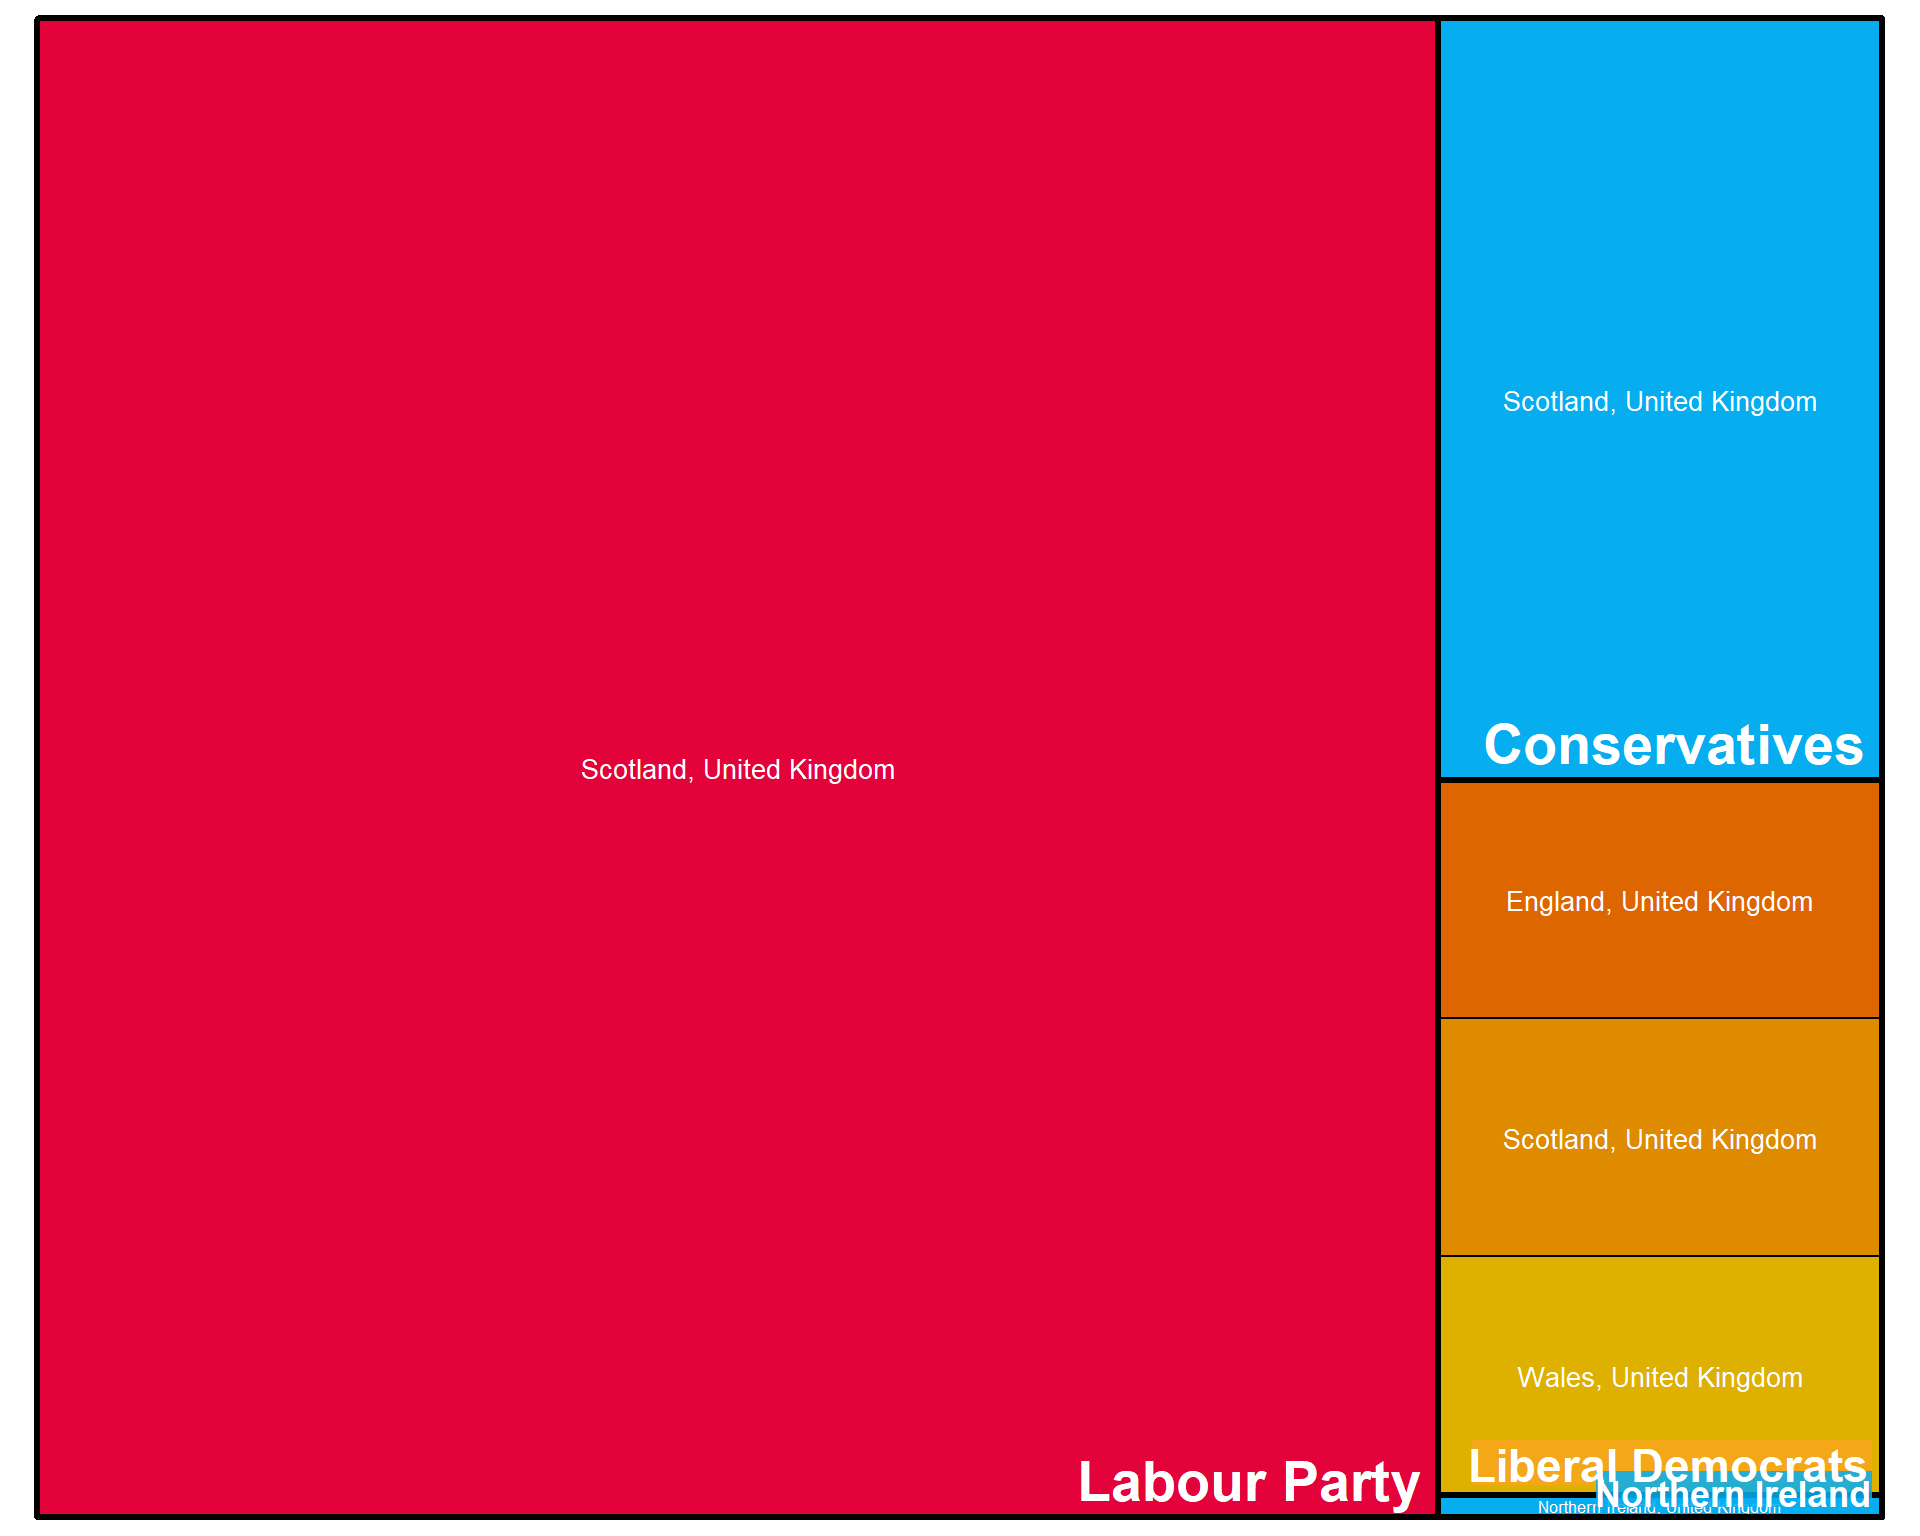 Scotland, United Kingdom
Labour Party
Scotland, United Kingdom
Conservatives
England, United Kingdom
Scotland, United Kingdom
Wales, United Kingdom
Liberal Democrats
Northern Ireland
Northern Ireland, United Kingdom